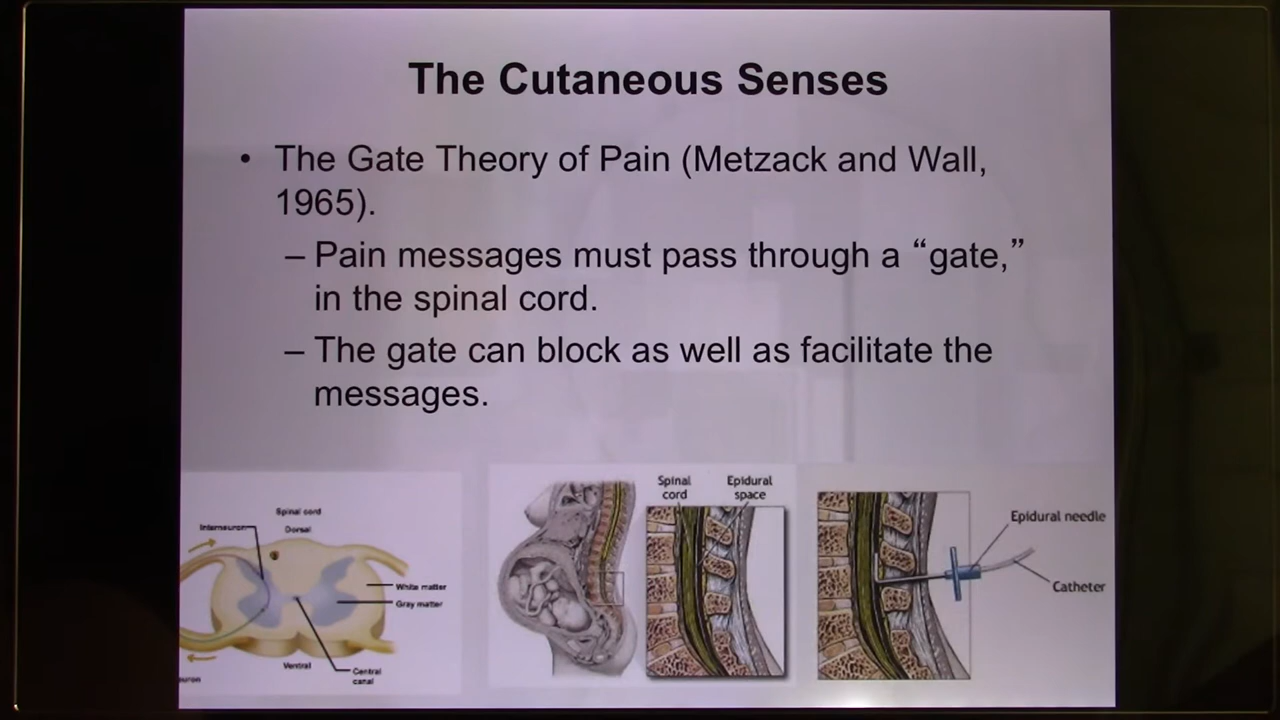 The Cutaneous Senses
• The Gate Theory of Pain (Metzack and Wall,
1965).
– Pain messages must pass through a “gate,”
in the spinal cord.
– The gate can block as well as facilitate the
messages.
Spinal cord
Interneuron
Dorsal
White matter
Gray matter
Ventral
Central
canal
uron
Spinal
cord
Epidural
space
Epidural needle
Catheter